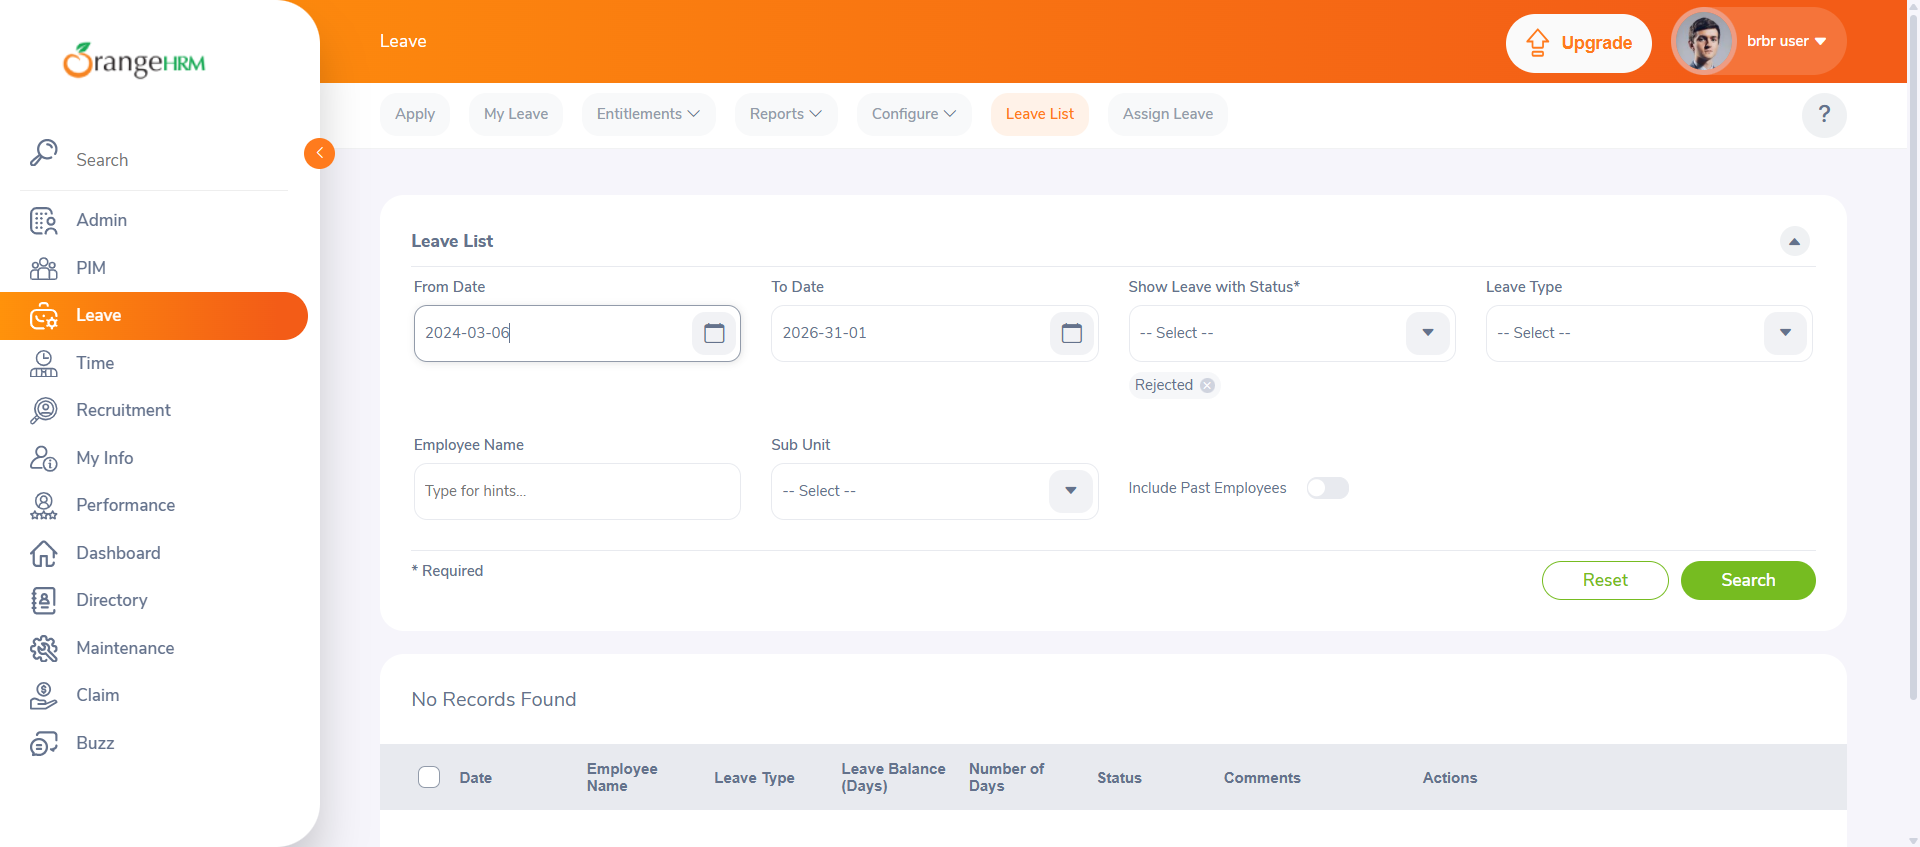 OrangeHRM
Leave
Upgrade
brbr user
Apply
My Leave
Entitlements
Reports
Configure
Leave List
Assign Leave
?
Search
Admin
PIM
Leave
Time
Recruitment
My Info
Performance
Dashboard
Directory
Maintenance
Claim
Buzz
Leave List
From Date
To Date
Show Leave with Status*
Leave Type
2024-03-06
2026-31-01
-- Select --
-- Select --
Rejected
Employee Name
Sub Unit
Type for hints...
-- Select --
Include Past Employees
* Required
Reset
Search
No Records Found
Date
Employee Name
Leave Type
Leave Balance (Days)
Number of Days
Status
Comments
Actions